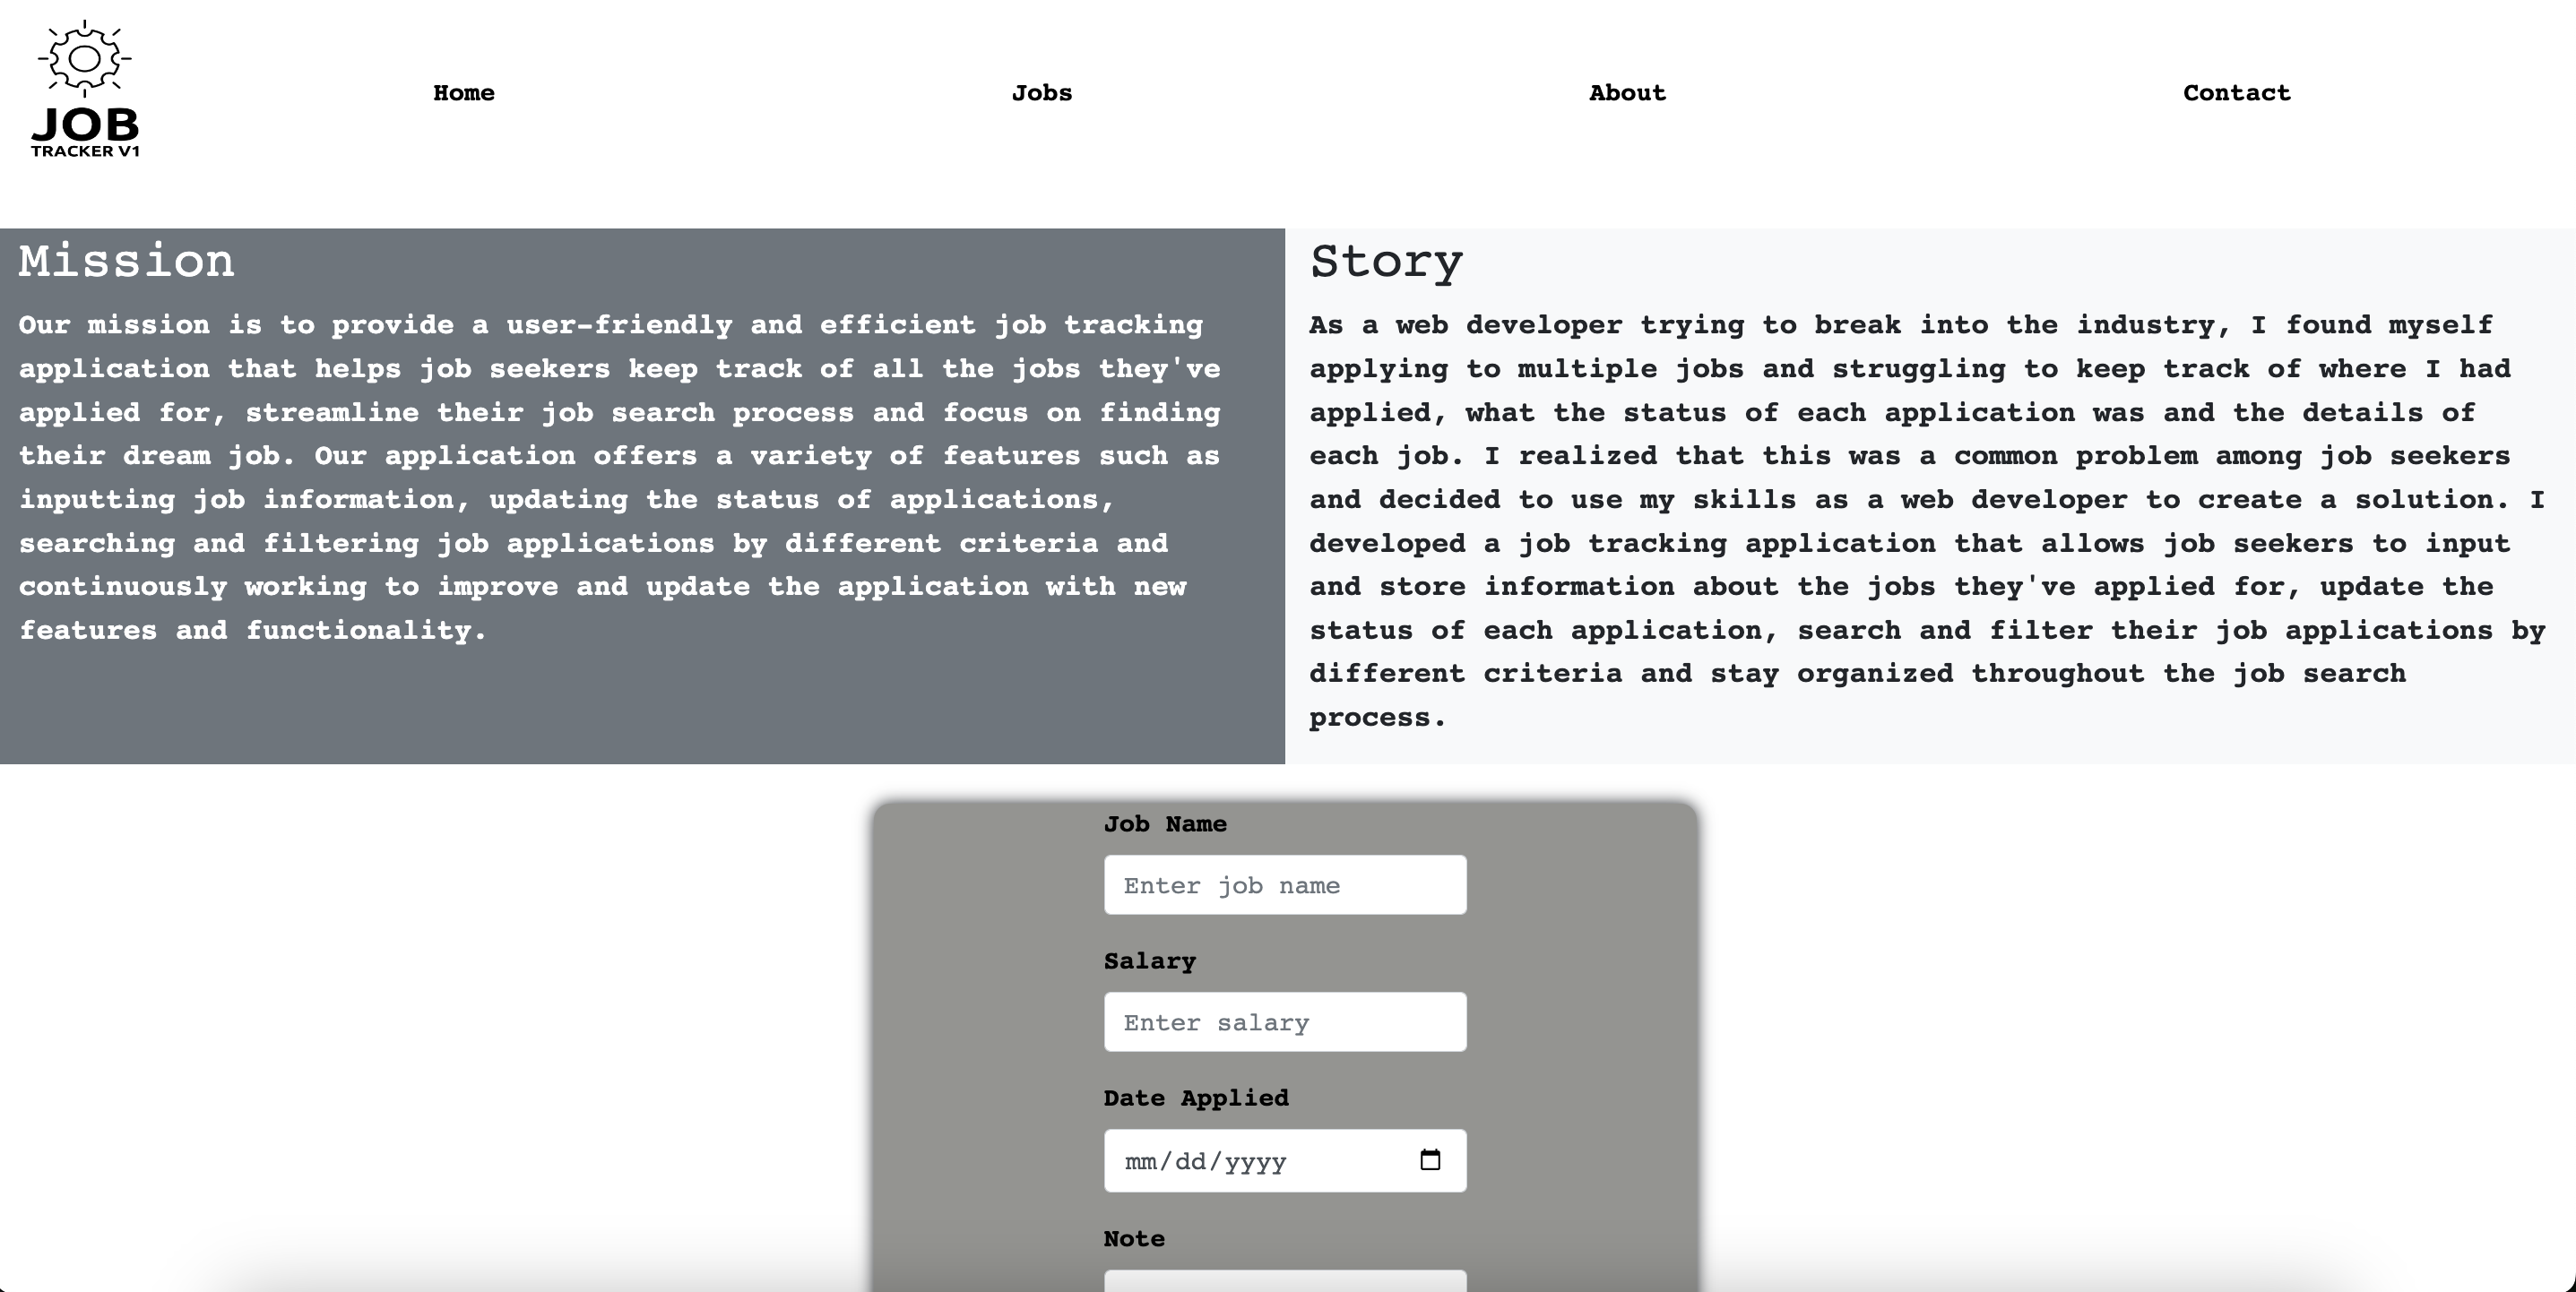 JOB
TRACKER V1
Home
Jobs
About
Contact
Mission
Our mission is to provide a user-friendly and efficient job tracking
application that helps job seekers keep track of all the jobs they've
applied for, streamline their job search process and focus on finding
their dream job. Our application offers a variety of features such as
inputting job information, updating the status of applications,
searching and filtering job applications by different criteria and
continuously working to improve and update the application with new
features and functionality.
Story
As a web developer trying to break into the industry, I found myself
applying to multiple jobs and struggling to keep track of where I had
applied, what the status of each application was and the details of
each job. I realized that this was a common problem among job seekers
and decided to use my skills as a web developer to create a solution. I
developed a job tracking application that allows job seekers to input
and store information about the jobs they've applied for, update the
status of each application, search and filter their job applications by
different criteria and stay organized throughout the job search
process.
Job Name
Enter job name
Salary
Enter salary
Date Applied
mm/dd/yyyy
Note